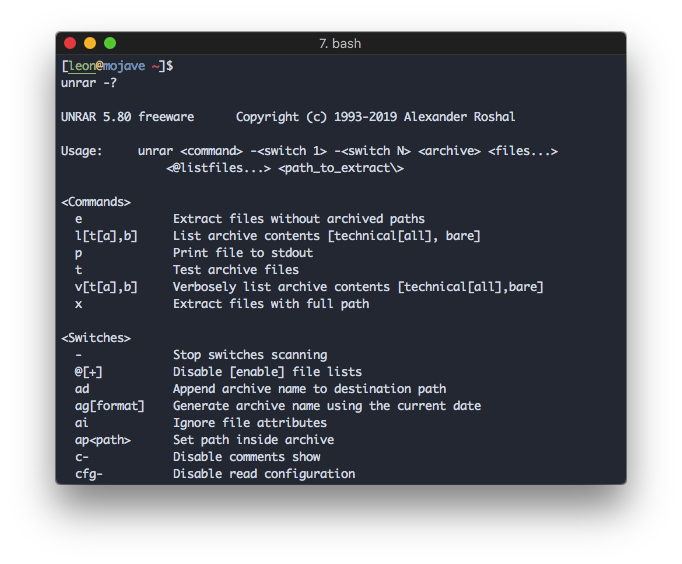 7. bash
[leon@mojave ~]$
unrar -?
UNRAR 5.80 freeware      Copyright (c) 1993-2019 Alexander Roshal
Usage:     unrar <command> -<switch 1> -<switch N> <archive> <files...>
               <@listfiles...> <path_to_extract\>
<Commands>
  e             Extract files without archived paths
  l[t[a],b]     List archive contents [technical[all], bare]
  p             Print file to stdout
  t             Test archive files
  v[t[a],b]     Verbosely list archive contents [technical[all],bare]
  x             Extract files with full path
<Switches>
  -             Stop switches scanning
  @[+]          Disable [enable] file lists
  ad            Append archive name to destination path
  ag[format]    Generate archive name using the current date
  ai            Ignore file attributes
  ap<path>      Set path inside archive
  c-            Disable comments show
  cfg-          Disable read configuration